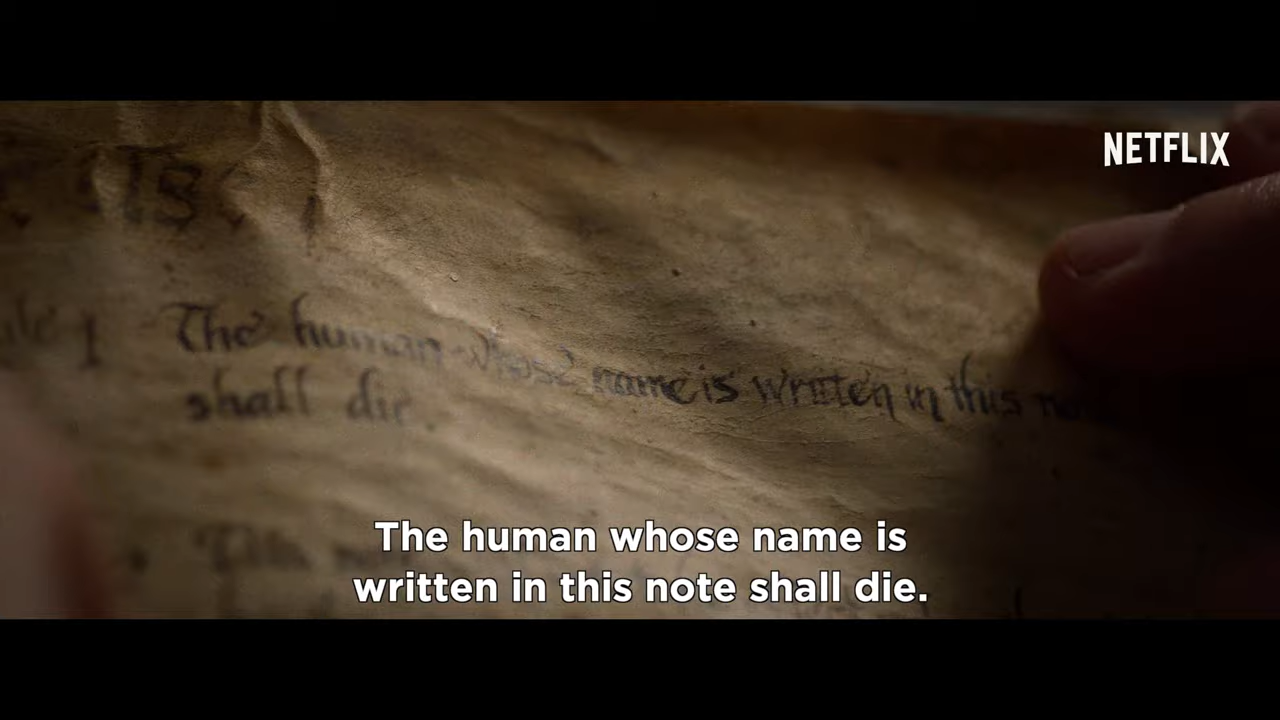 NETFLIX
The human whose name is written in this
shall die.
The human whose name is
written in this note shall die.